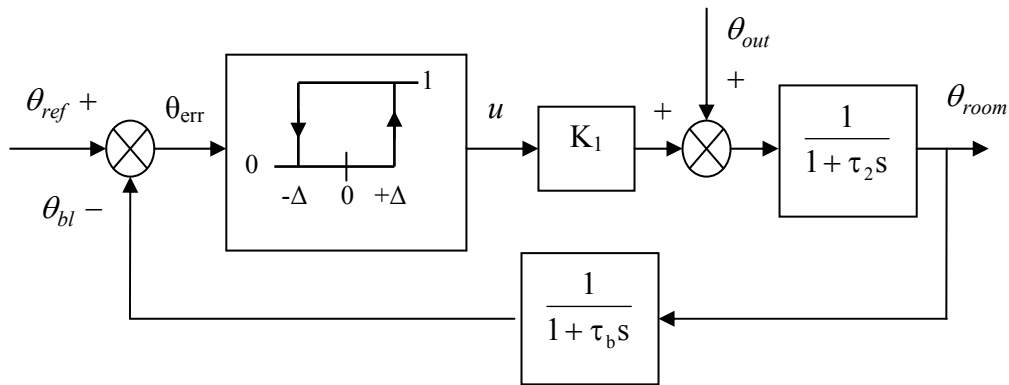 θout
+
θref +
θerr
1
u
K1
+
1
1 + τ2s
θroom
0
-Δ 0 +Δ
θbl −
1
1 + τbs